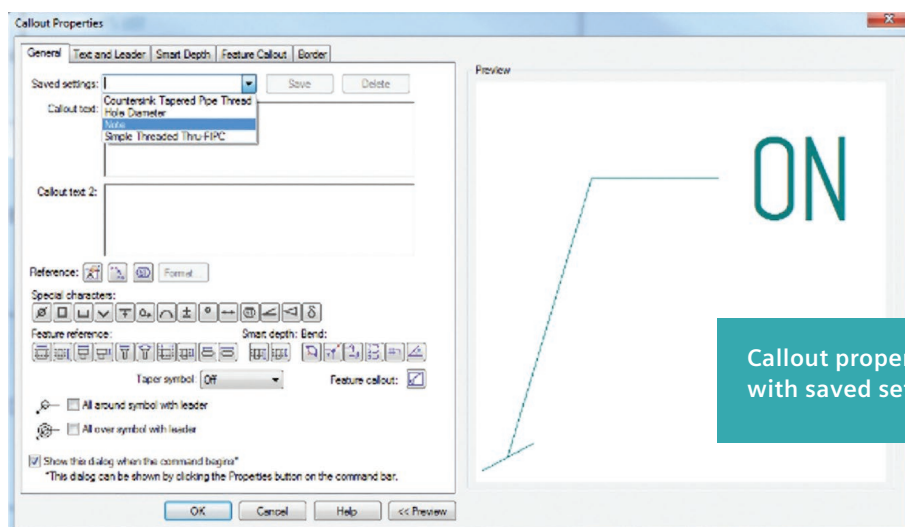 Callout Properties
General Text and Leader Smart Depth Feature Callout Border
Saved settings: Save Delete
Countersink Tapered Pipe Thread
Callout text: Hole Diameter
Note
Simple Threaded Thru-FIPC
Callout text 2:
Reference: Format...
Special characters:
Feature reference: Smart depth: Bend:
Taper symbol: Off Feature callout:
All around symbol with leader
All over symbol with leader
Show this dialog when the command begins*
*This dialog can be shown by clicking the Properties button on the command bar.
OK Cancel Help << Preview
Preview
ON
Callout proper
with saved se